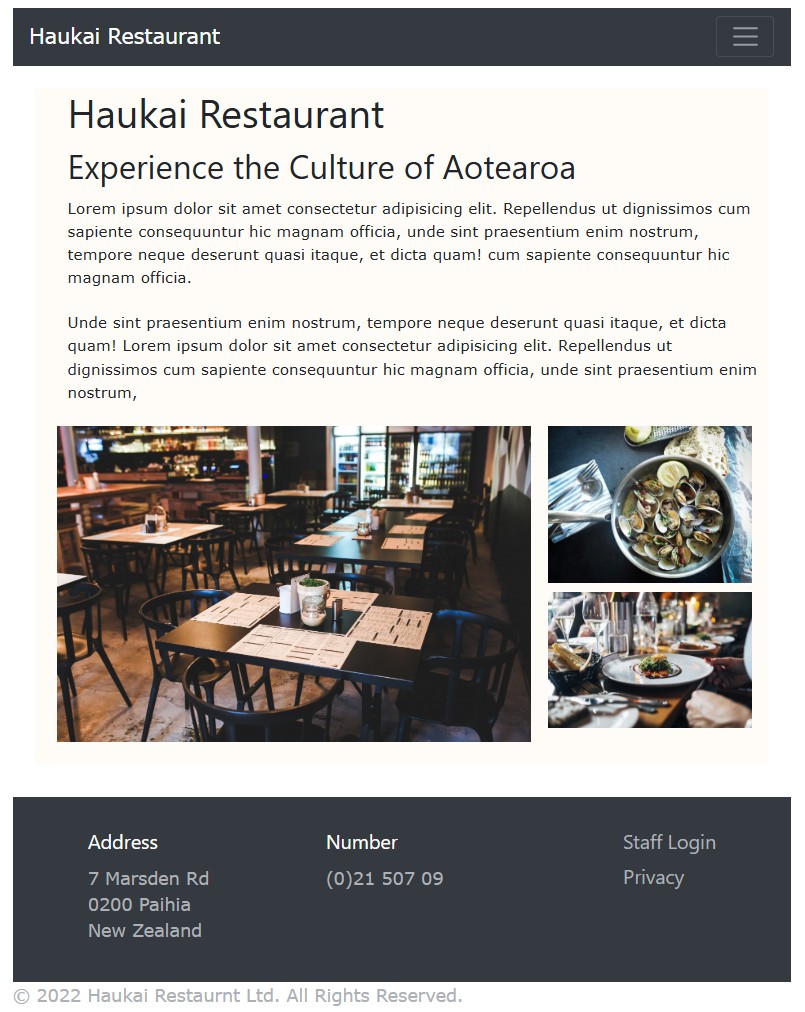 Haukai Restaurant
Haukai Restaurant
Experience the Culture of Aotearoa
Lorem ipsum dolor sit amet consectetur adipisicing elit. Repellendus ut dignissimos cum
sapiente consequuntur hic magnam officia, unde sint praesentium enim nostrum,
tempore neque deserunt quasi itaque, et dicta quam! cum sapiente consequuntur hic
magnam officia.
Unde sint praesentium enim nostrum, tempore neque deserunt quasi itaque, et dicta
quam! Lorem ipsum dolor sit amet consectetur adipisicing elit. Repellendus ut
dignissimos cum sapiente consequuntur hic magnam officia, unde sint praesentium enim
nostrum,
Address
7 Marsden Rd
0200 Paihia
New Zealand
Number
(0)21 507 09
Staff Login
Privacy
© 2022 Haukai Restaurnt Ltd. All Rights Reserved.